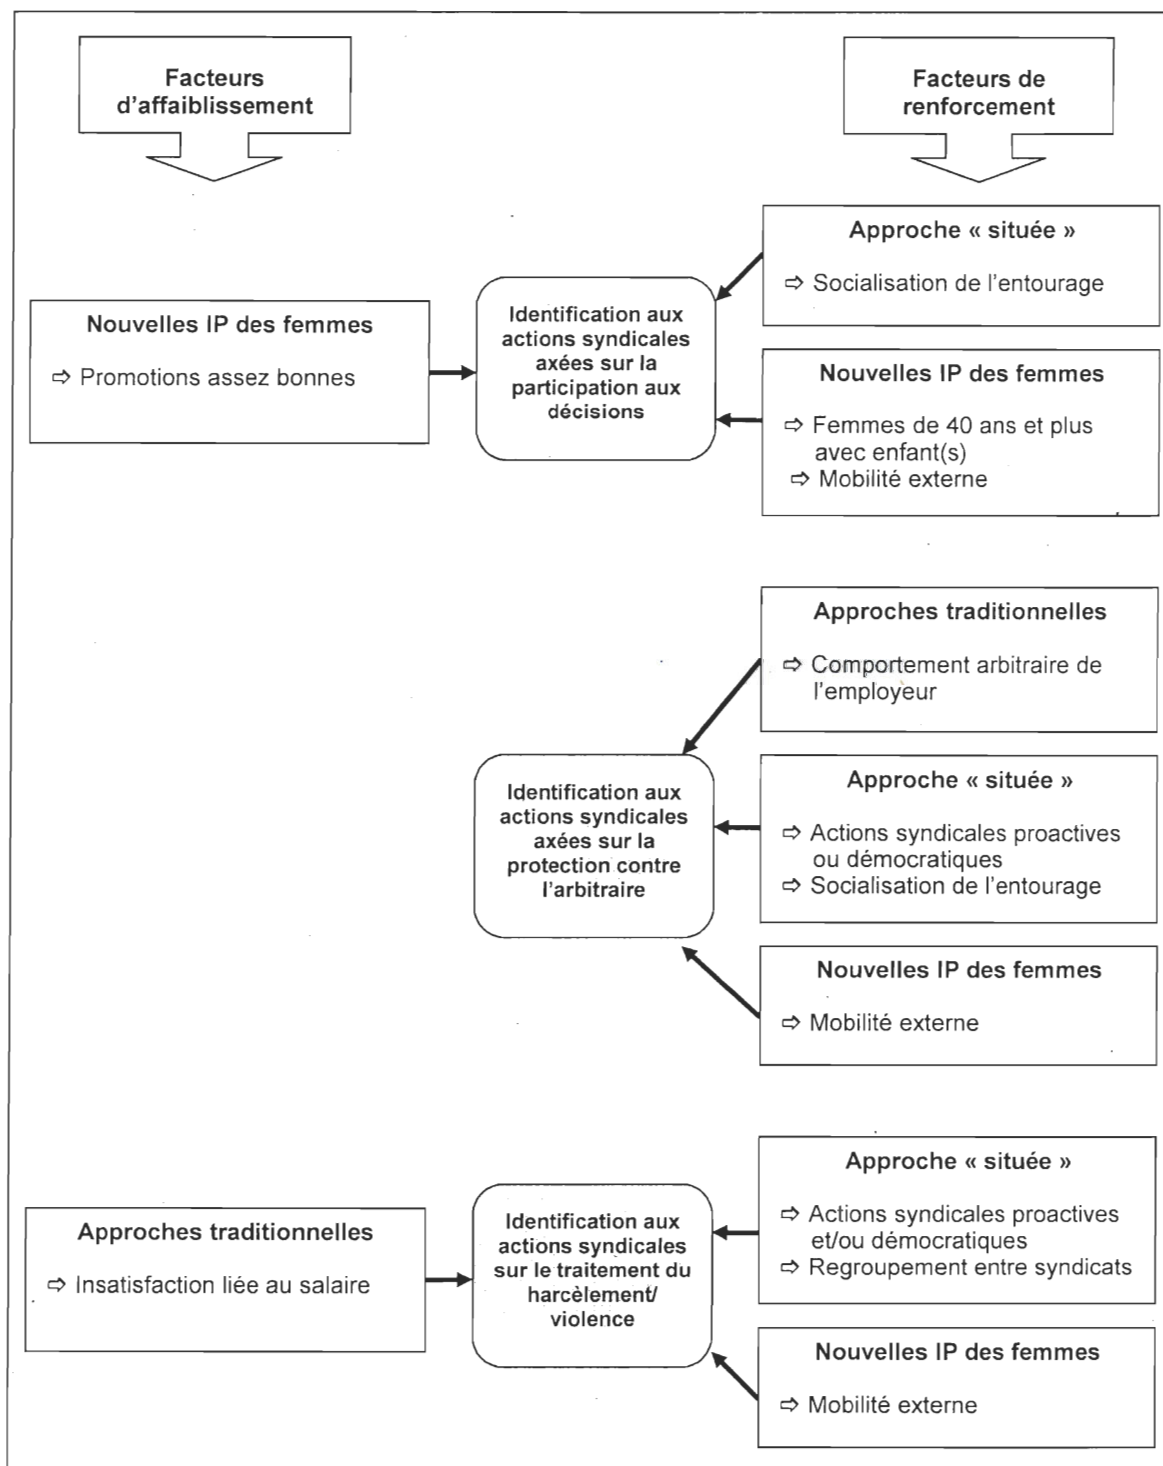 Facteurs
d'affaiblissement
Facteurs de
renforcement
Approche « située »
⇨ Socialisation de l'entourage
Nouvelles IP des femmes
⇨ Promotions assez bonnes
Identification aux
actions syndicales
axées sur la
participation aux
décisions
Nouvelles IP des femmes
⇨ Femmes de 40 ans et plus
avec enfant(s)
⇨ Mobilité externe
Approches traditionnelles
⇨ Comportement arbitraire de
l'employeur
Identification aux
actions syndicales
axées sur la
protection contre
l'arbitraire
Approche « située »
⇨ Actions syndicales proactives
ou démocratiques
⇨ Socialisation de l'entourage
Nouvelles IP des femmes
⇨ Mobilité externe
Approches traditionnelles
⇨ Insatisfaction liée au salaire
Identification aux
actions syndicales
sur le traitement du
harcèlement/
violence
Approche « située »
⇨ Actions syndicales proactives
et/ou démocratiques
⇨ Regroupement entre syndicats
Nouvelles IP des femmes
⇨ Mobilité externe